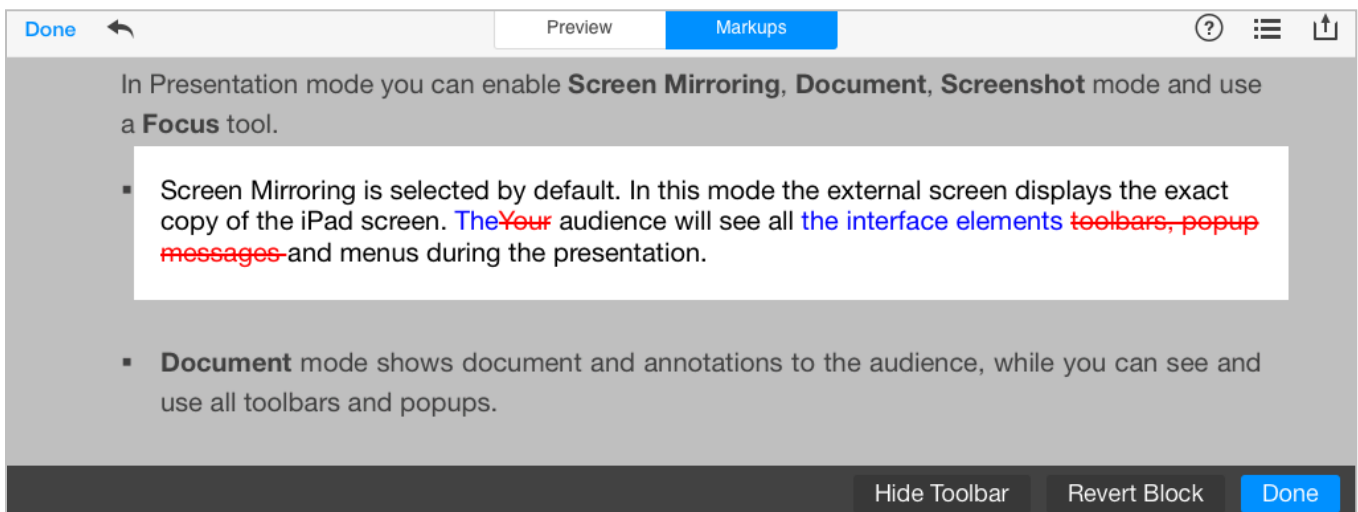 Done Preview Markups ?
In Presentation mode you can enable Screen Mirroring, Document, Screenshot mode and use
a Focus tool.
▪ Screen Mirroring is selected by default. In this mode the external screen displays the exact
copy of the iPad screen. TheYour audience will see all the interface elements toolbars, popup
messages and menus during the presentation.
▪ Document mode shows document and annotations to the audience, while you can see and
use all toolbars and popups.
Hide Toolbar Revert Block Done